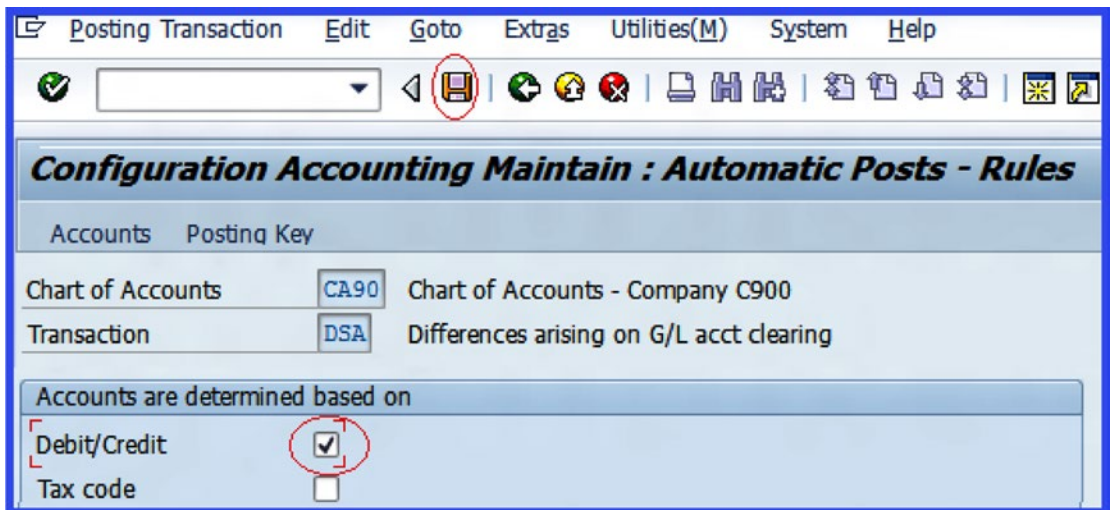 Posting Transaction Edit Goto Extras Utilities(M) System Help
Configuration Accounting Maintain : Automatic Posts - Rules
Accounts Posting Key
Chart of Accounts CA90 Chart of Accounts - Company C900
Transaction DSA Differences arising on G/L acct clearing
Accounts are determined based on
Debit/Credit
Tax code